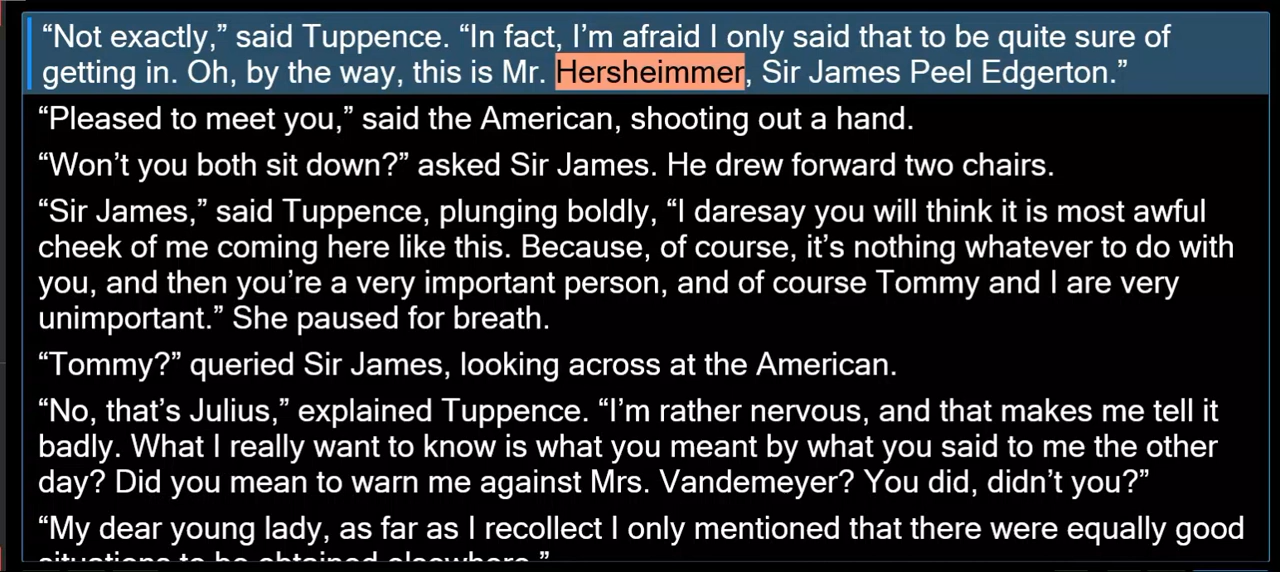 “Not exactly,” said Tuppence. “In fact, I’m afraid I only said that to be quite sure of
getting in. Oh, by the way, this is Mr. Hersheimmer, Sir James Peel Edgerton.”
“Pleased to meet you,” said the American, shooting out a hand.
“Won’t you both sit down?” asked Sir James. He drew forward two chairs.
“Sir James,” said Tuppence, plunging boldly, “I daresay you will think it is most awful
cheek of me coming here like this. Because, of course, it’s nothing whatever to do with
you, and then you’re a very important person, and of course Tommy and I are very
unimportant.” She paused for breath.
“Tommy?” queried Sir James, looking across at the American.
“No, that’s Julius,” explained Tuppence. “I’m rather nervous, and that makes me tell it
badly. What I really want to know is what you meant by what you said to me the other
day? Did you mean to warn me against Mrs. Vandemeyer? You did, didn’t you?”
“My dear young lady, as far as I recollect I only mentioned that there were equally good
situations to be obtained elsewhere.”